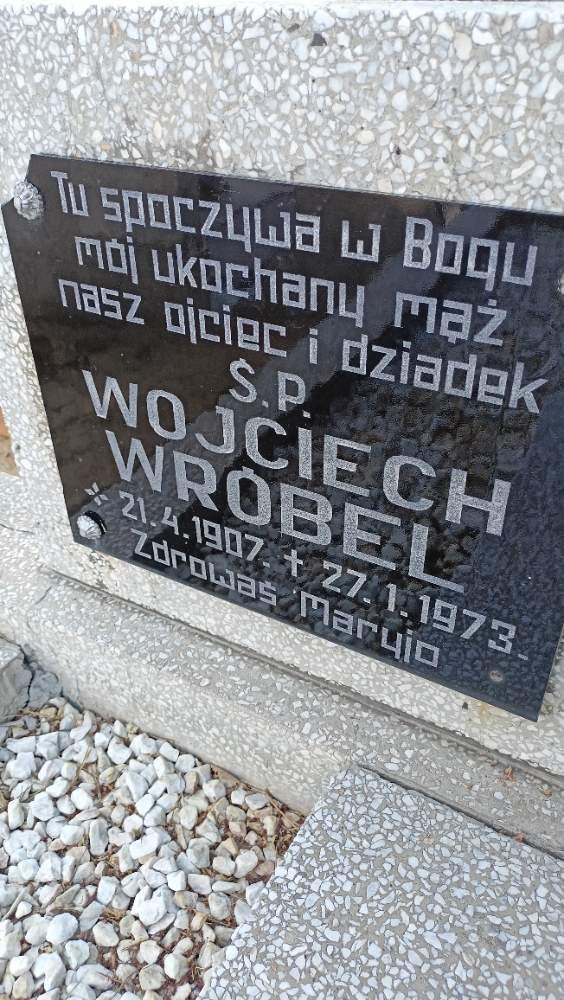 Tu spoczywa w Bogu
mój ukochany mąż
nasz ojciec i dziadek
Ś.P.
WOJCIECH
WRÓBEL
* 21.4.1907. † 27.1.1973.
Zdrowaś Maryjo